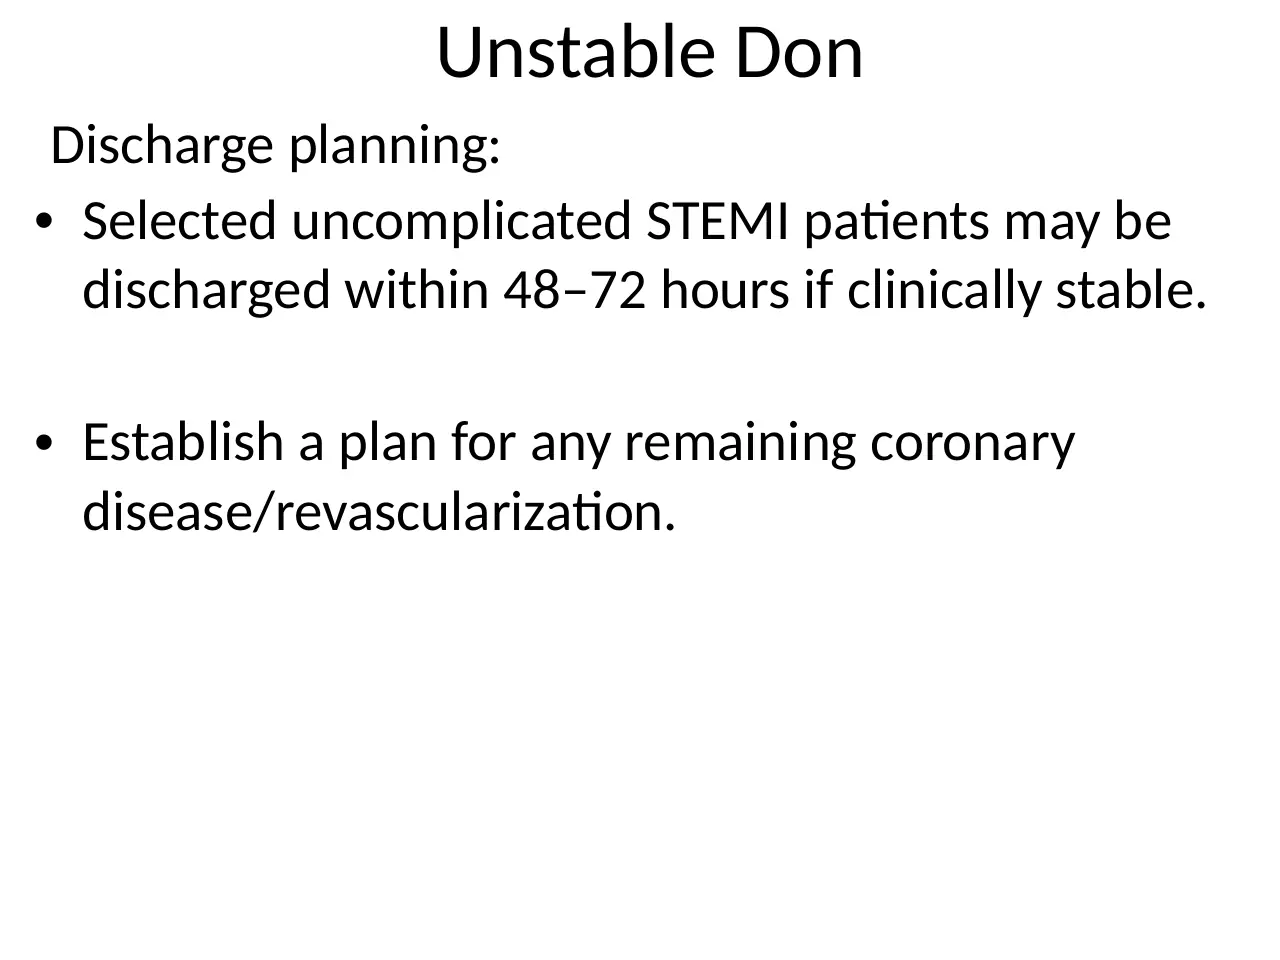 Unstable Don
Discharge planning:
• Selected uncomplicated STEMI patients may be
discharged within 48–72 hours if clinically stable.
• Establish a plan for any remaining coronary
disease/revascularization.